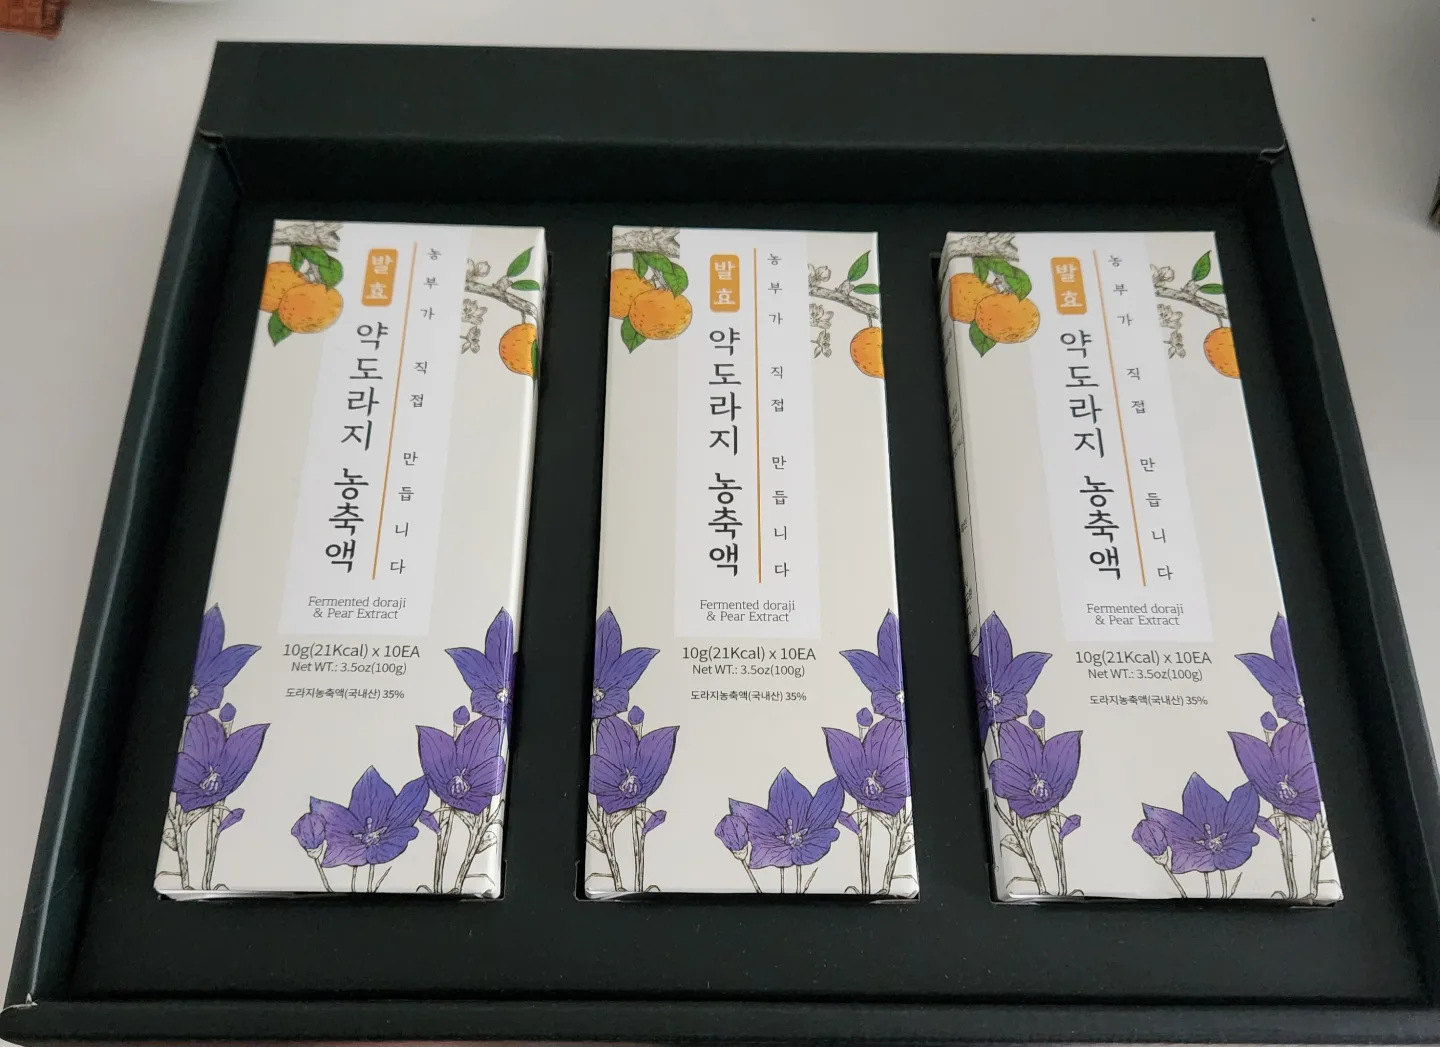 발효
약도라지 농축액
농부가 직접 만듭니다
Fermented doraji
& Pear Extract
10g(21Kcal) x 10EA
Net WT.: 3.5oz(100g)
도라지농축액(국내산) 35%
발효
약도라지 농축액
농부가 직접 만듭니다
Fermented doraji
& Pear Extract
10g(21Kcal) x 10EA
Net WT.: 3.5oz(100g)
도라지농축액(국내산) 35%
발효
약도라지 농축액
농부가 직접 만듭니다
Fermented doraji
& Pear Extract
10g(21Kcal) x 10EA
Net WT.: 3.5oz(100g)
도라지농축액(국내산) 35%